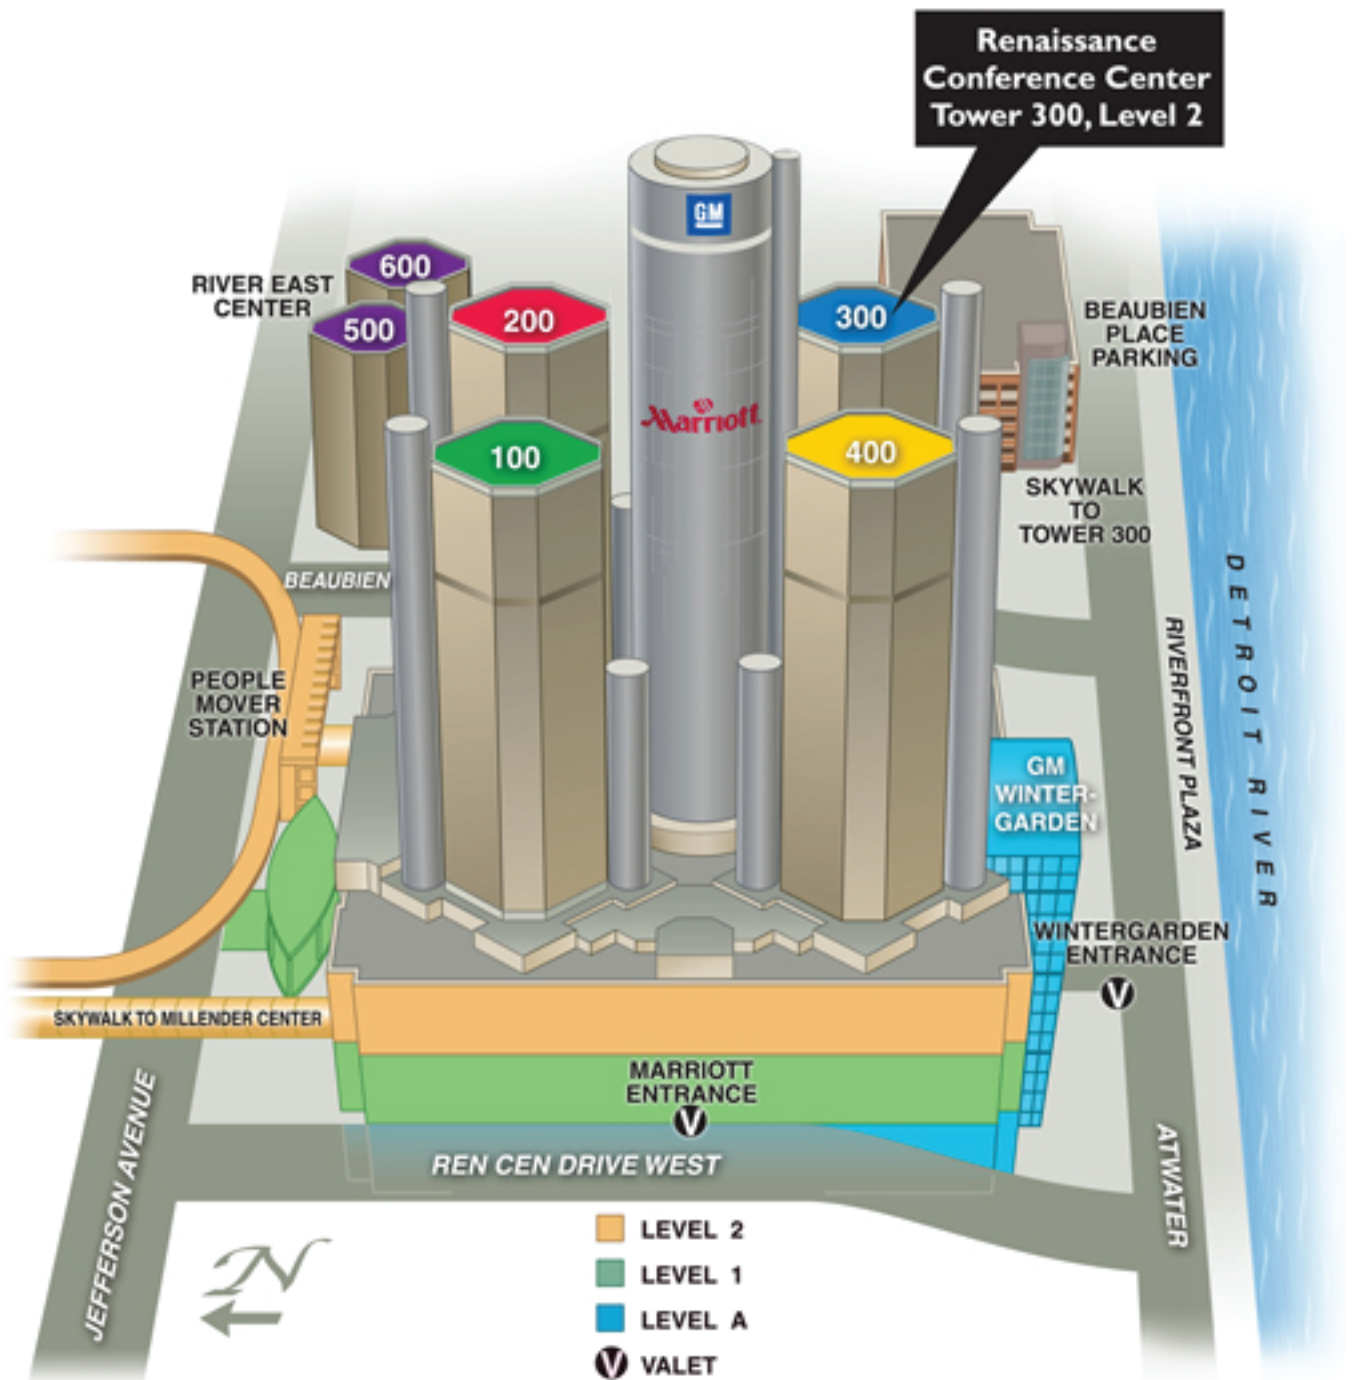 Renaissance
Conference Center
Tower 300, Level 2
GM
600
RIVER EAST
CENTER
500
200
300
BEAUBIEN
PLACE
PARKING
Marriott
100
400
SKYWALK
TO
TOWER 300
BEAUBIEN
DETROIT RIVER
RIVERFRONT PLAZA
PEOPLE
MOVER
STATION
GM
WINTER-
GARDEN
WINTERGARDEN
ENTRANCE
V
SKYWALK TO MILLENDER CENTER
MARRIOTT
ENTRANCE
V
REN CEN DRIVE WEST
JEFFERSON AVENUE
ATWATER
N
LEVEL 2
LEVEL 1
LEVEL A
V VALET